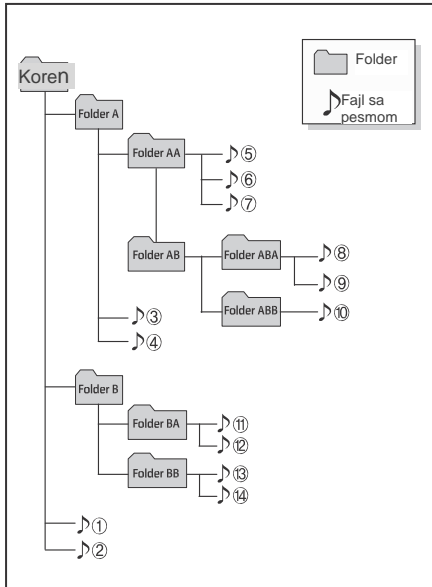 Koren
Folder
Fajl sa
pesmom
Folder A
Folder AA
⑤
⑥
⑦
Folder AB
Folder ABA
⑧
⑨
Folder ABB
⑩
③
④
Folder B
Folder BA
⑪
⑫
Folder BB
⑬
⑭
①
②